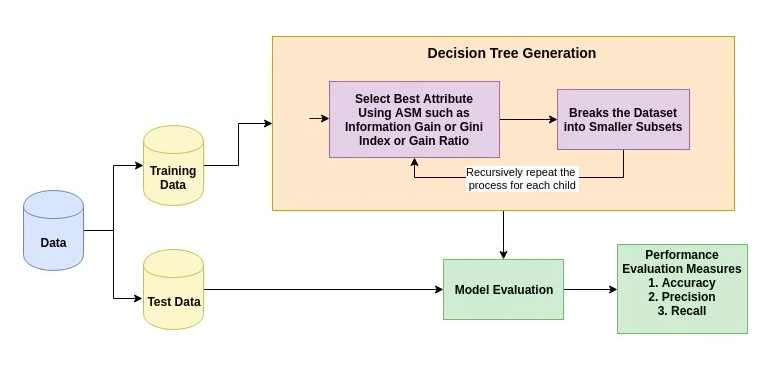 Decision Tree Generation
Select Best Attribute
Using ASM such as
Information Gain or Gini
Index or Gain Ratio
Breaks the Dataset
into Smaller Subsets
Recursively repeat the
process for each child
Training
Data
Data
Test Data
Model Evaluation
Performance
Evaluation Measures
1. Accuracy
2. Precision
3. Recall